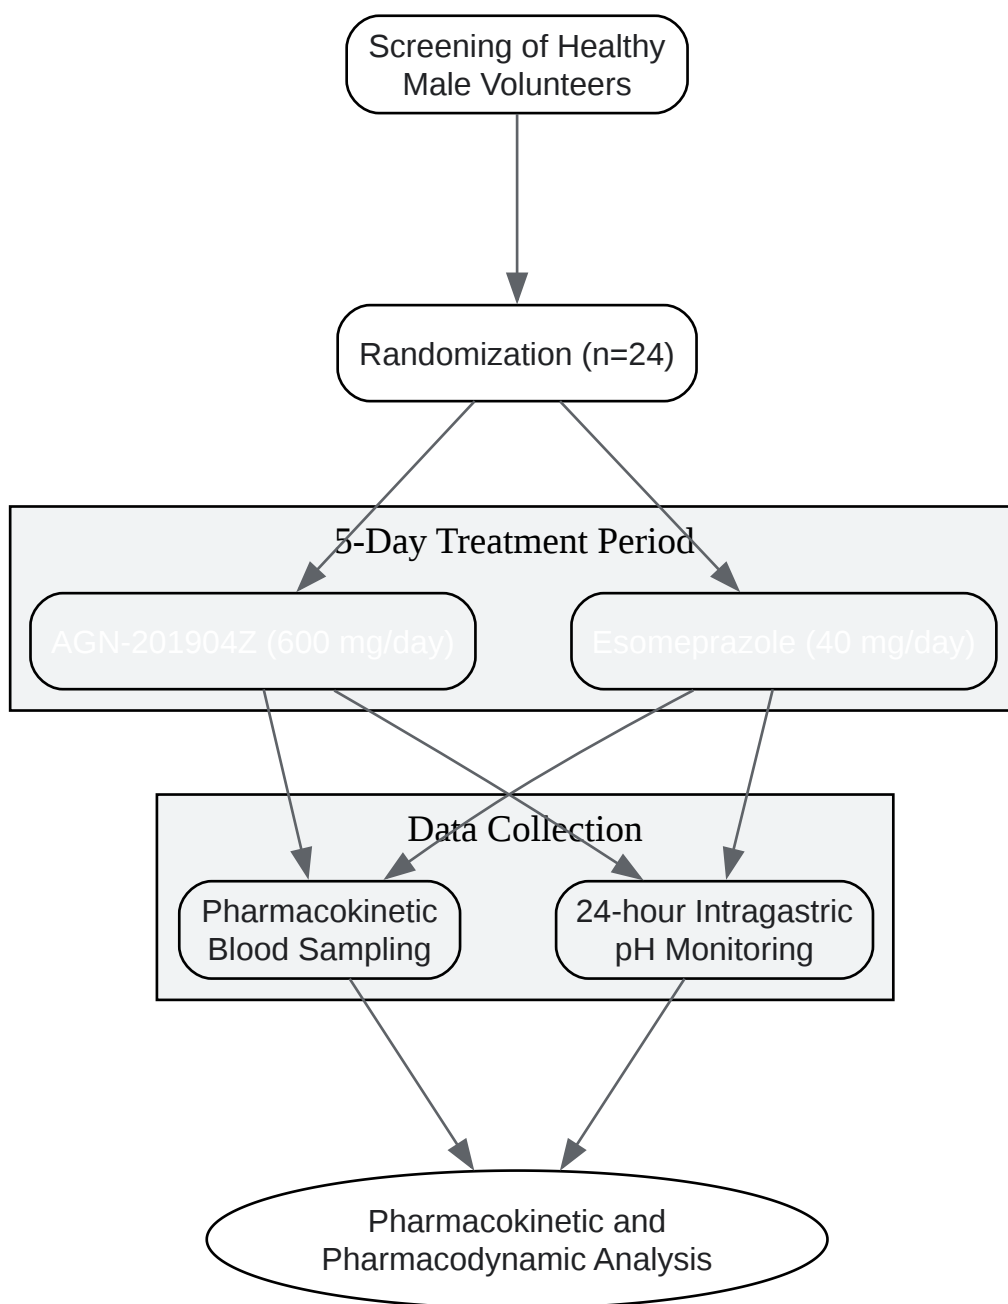 Screening of Healthy
Male Volunteers
Randomization (n=24)
5-Day Treatment Period
AGN-201904Z (600 mg/day)
Esomeprazole (40 mg/day)
Data Collection
Pharmacokinetic
Blood Sampling
24-hour Intragastric
pH Monitoring
Pharmacokinetic and
Pharmacodynamic Analysis